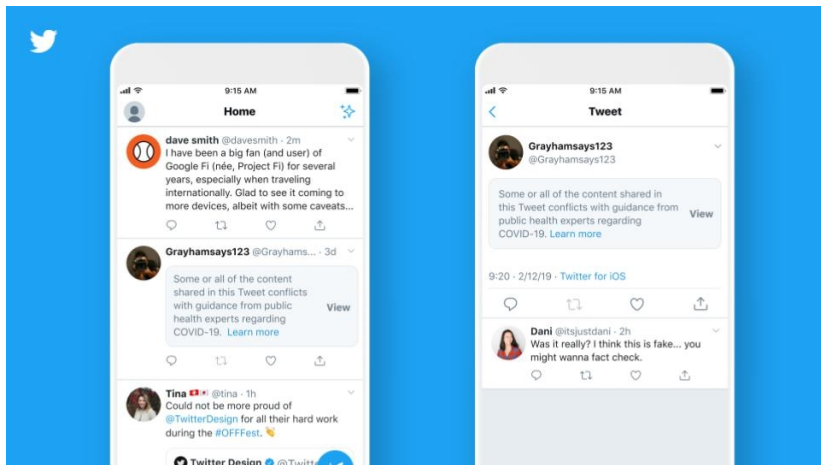 9:15 AM
Home
dave smith @davesmith · 2m
I have been a big fan (and user) of
Google Fi (née, Project Fi) for several
years, especially when traveling
internationally. Glad to see it coming to
more devices, albeit with some caveats...
Grayhamsays123 @Grayhams... · 3d
Some or all of the content
shared in this Tweet conflicts
with guidance from public
health experts regarding
COVID-19. Learn more
View
Tina @tina · 1h
Could not be more proud of
@TwitterDesign for all their hard work
during the #OFFFest. 👏
Twitter Design @Twitte
9:15 AM
Tweet
Grayhamsays123
@Grayhamsays123
Some or all of the content shared in
this Tweet conflicts with guidance from
public health experts regarding
COVID-19. Learn more
View
9:20 · 2/12/19 · Twitter for iOS
Dani @itsjustdani · 2h
Was it really? I think this is fake... you
might wanna fact check.